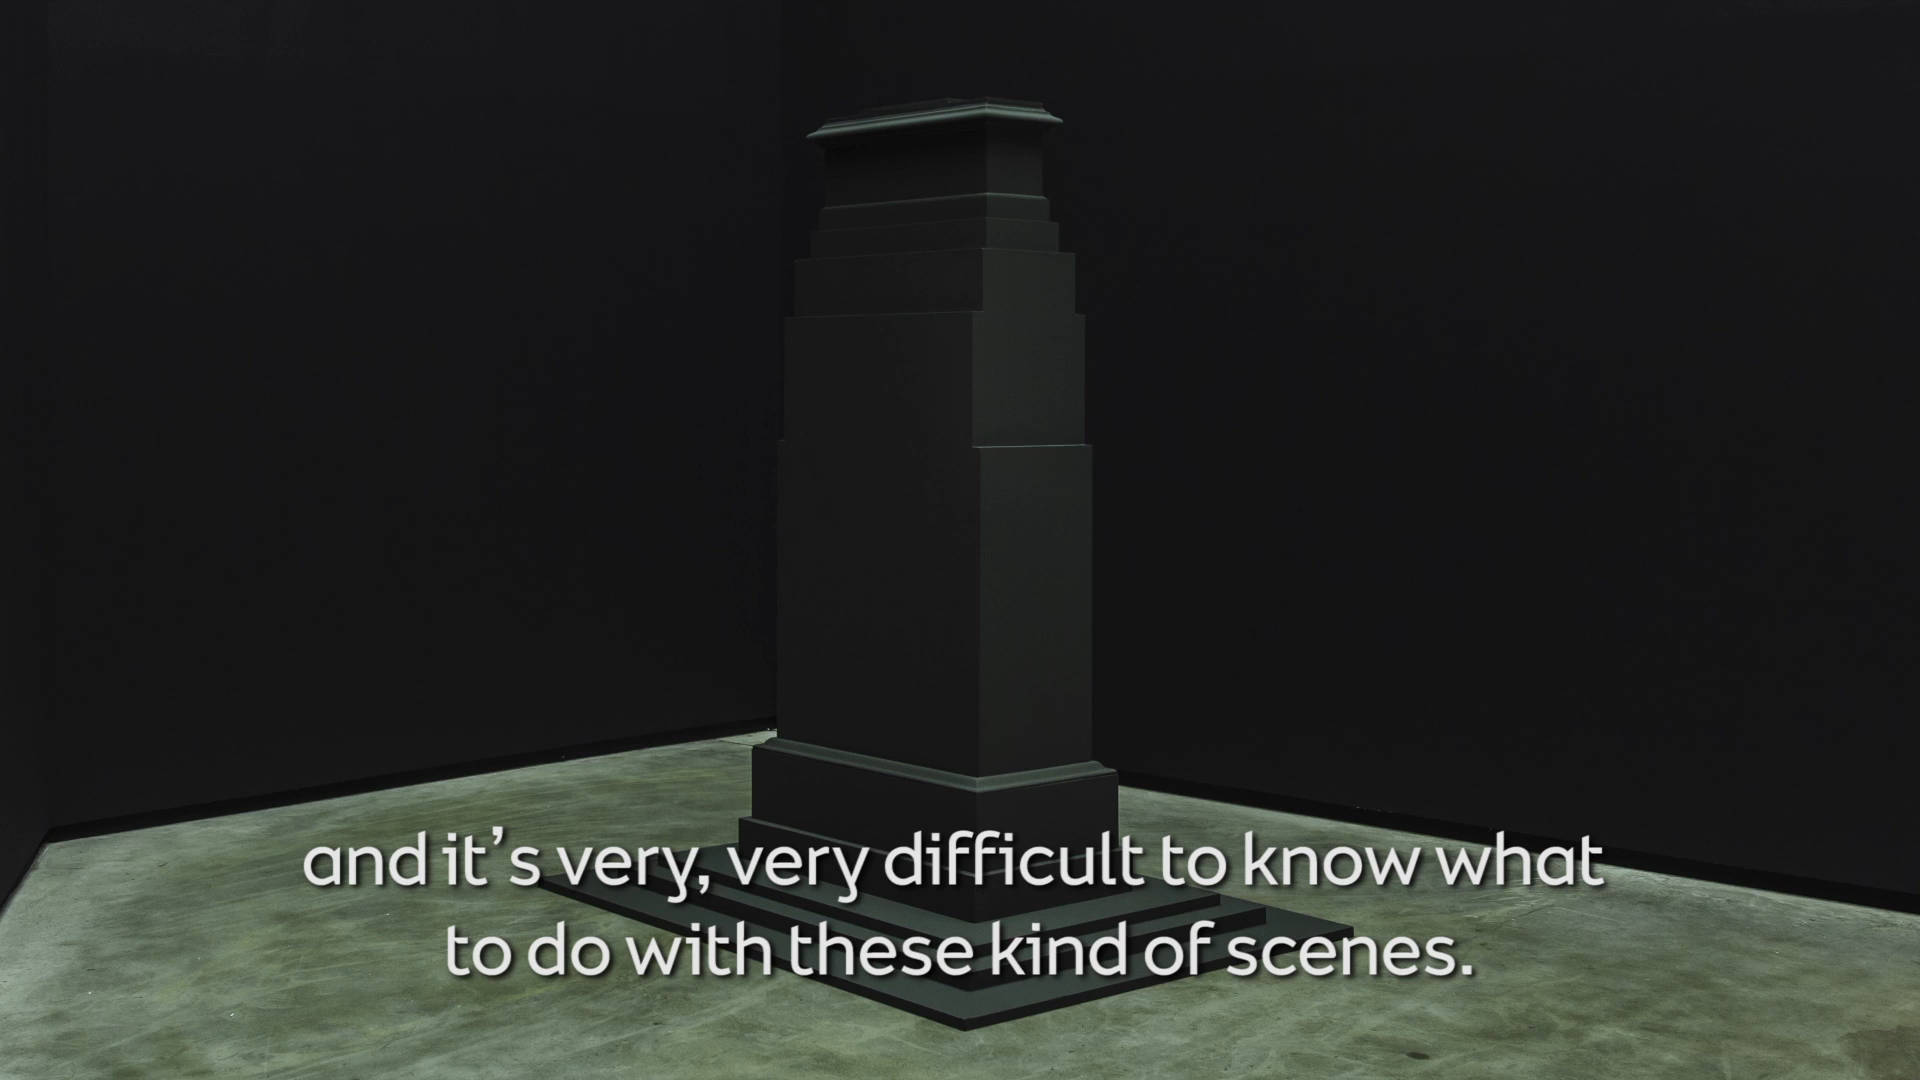 and it’s very, very difficult to know what
to do with these kind of scenes.